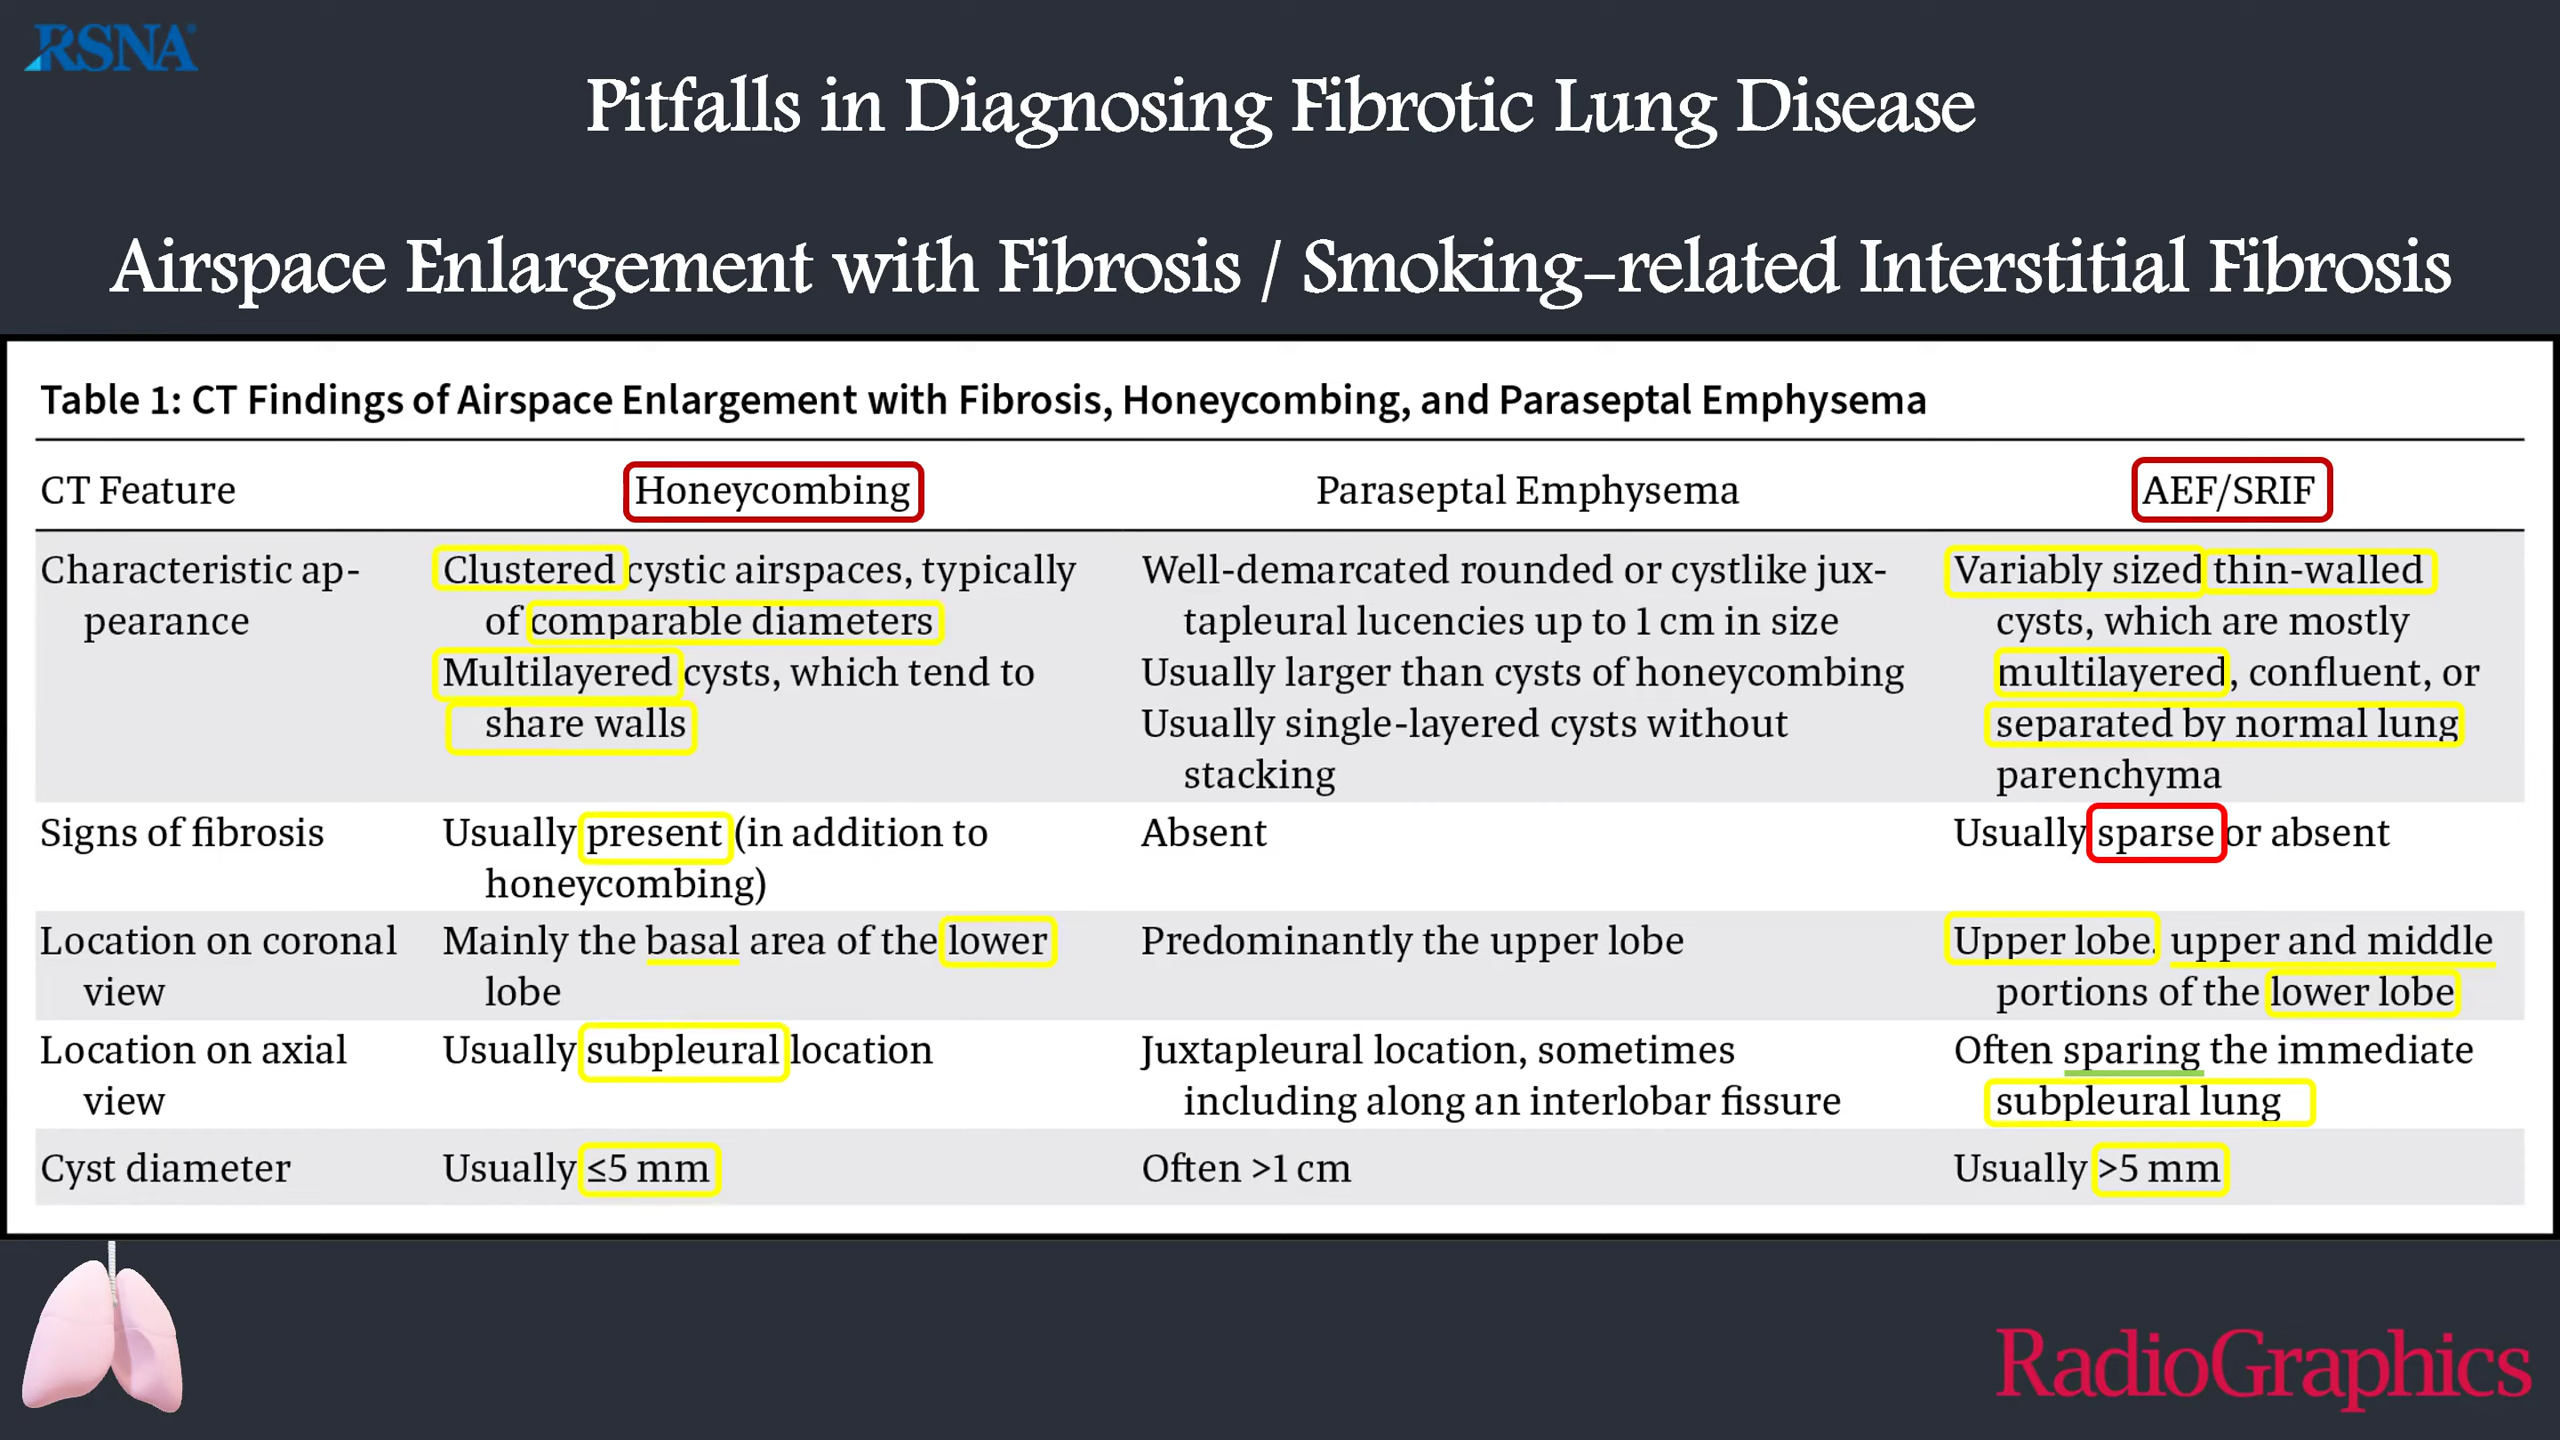 RSNA®
Pitfalls in Diagnosing Fibrotic Lung Disease
Airspace Enlargement with Fibrosis / Smoking-related Interstitial Fibrosis
Table 1: CT Findings of Airspace Enlargement with Fibrosis, Honeycombing, and Paraseptal Emphysema
CT Feature Honeycombing Paraseptal Emphysema AEF/SRIF
Characteristic ap- Clustered cystic airspaces, typically Well-demarcated rounded or cystlike jux- Variably sized thin-walled
pearance of comparable diameters tapleural lucencies up to 1 cm in size cysts, which are mostly
Multilayered cysts, which tend to Usually larger than cysts of honeycombing multilayered, confluent, or
share walls Usually single-layered cysts without separated by normal lung
stacking parenchyma
Signs of fibrosis Usually present (in addition to Absent Usually sparse or absent
honeycombing)
Location on coronal Mainly the basal area of the lower Predominantly the upper lobe Upper lobe, upper and middle
view lobe portions of the lower lobe
Location on axial Usually subpleural location Juxtapleural location, sometimes Often sparing the immediate
view including along an interlobar fissure subpleural lung
Cyst diameter Usually ≤5 mm Often >1 cm Usually >5 mm
RadioGraphics